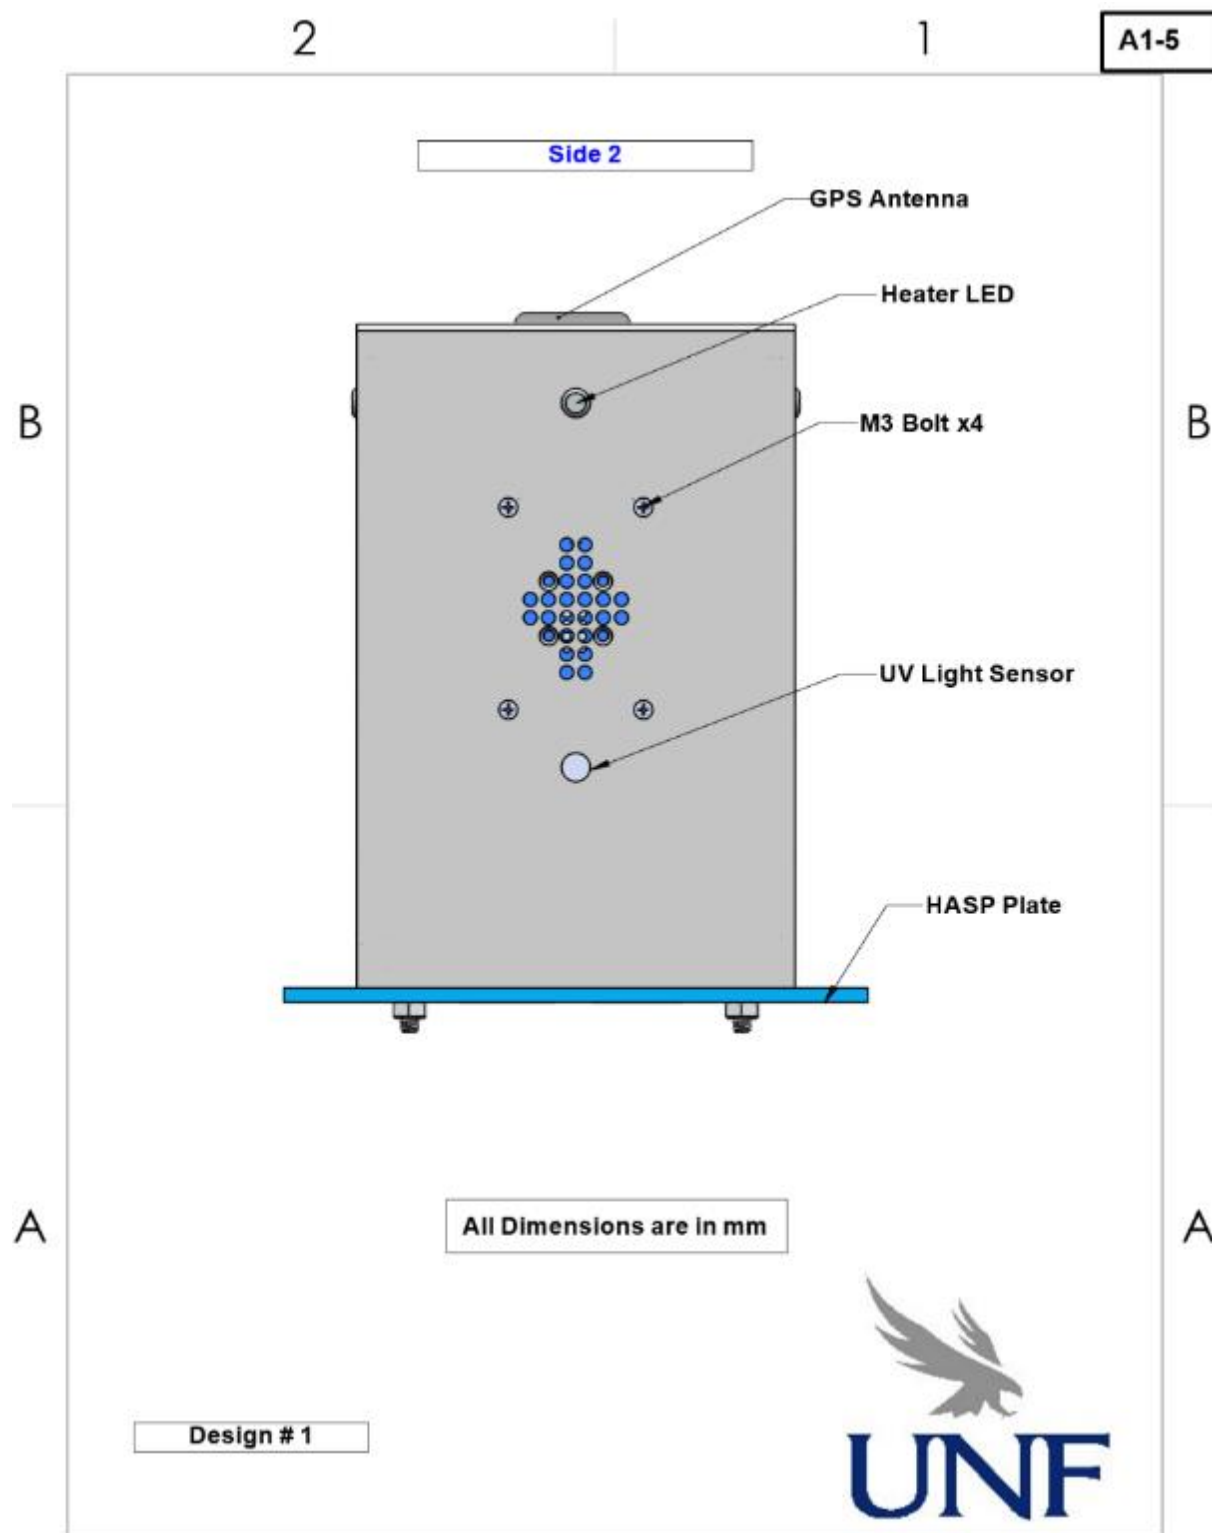 2
1
A1-5
Side 2
GPS Antenna
Heater LED
B
M3 Bolt x4
B
UV Light Sensor
HASP Plate
A
All Dimensions are in mm
A
Design # 1
UNF